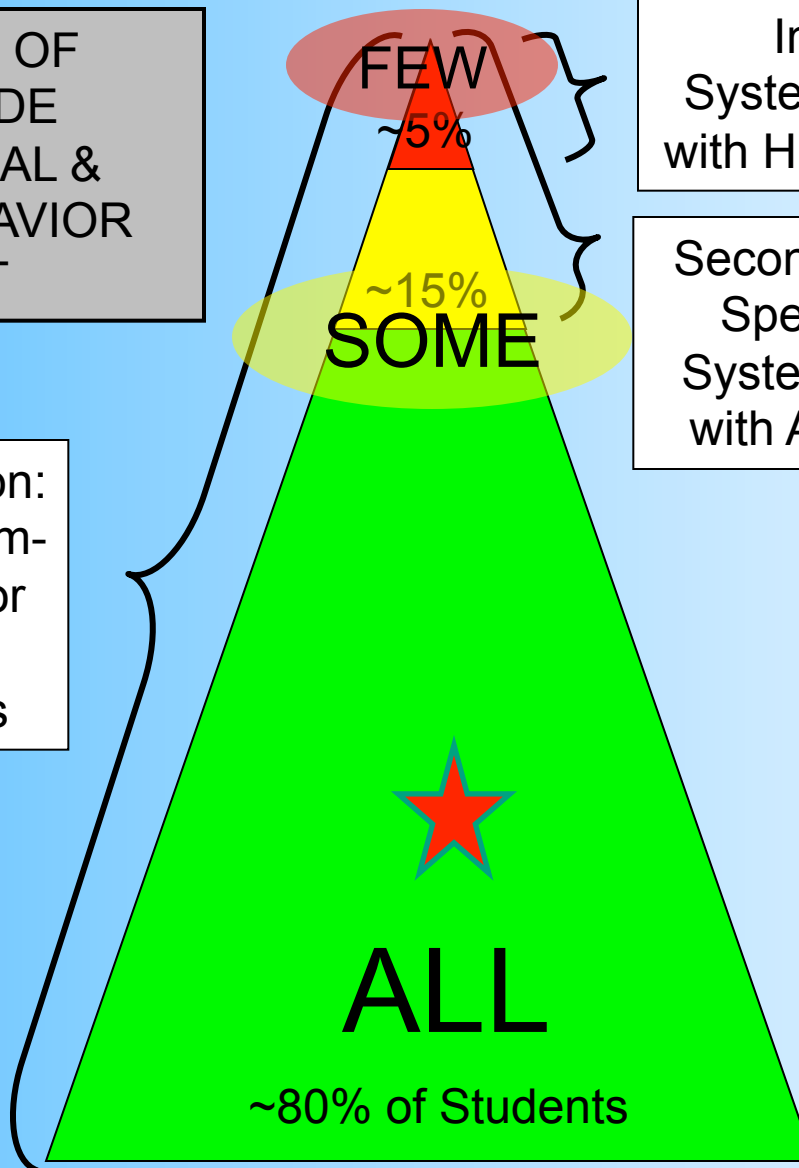 OF
DE
AL &
AVIOR
T
FEW
~5%
~15%
SOME
In
Syste
with H
Secon
Spe
Syste
with A
on:
m-
or
s
ALL
~80% of Students